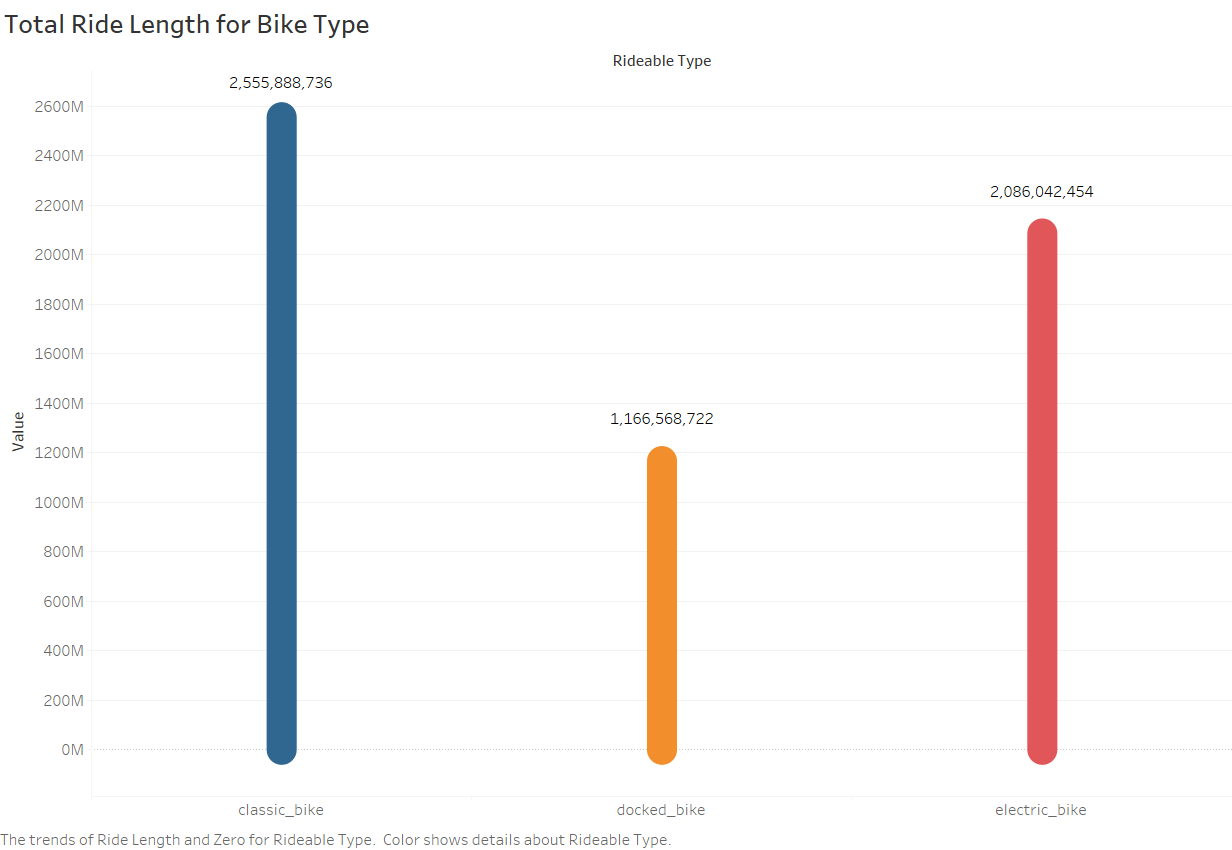 Total Ride Length for Bike Type
Rideable Type
2,555,888,736
2600M
2400M
2,086,042,454
2200M
2000M
1800M
1600M
1400M
1,166,568,722
Value
1200M
1000M
800M
600M
400M
200M
0M
classic_bike docked_bike electric_bike
The trends of Ride Length and Zero for Rideable Type. Color shows details about Rideable Type.